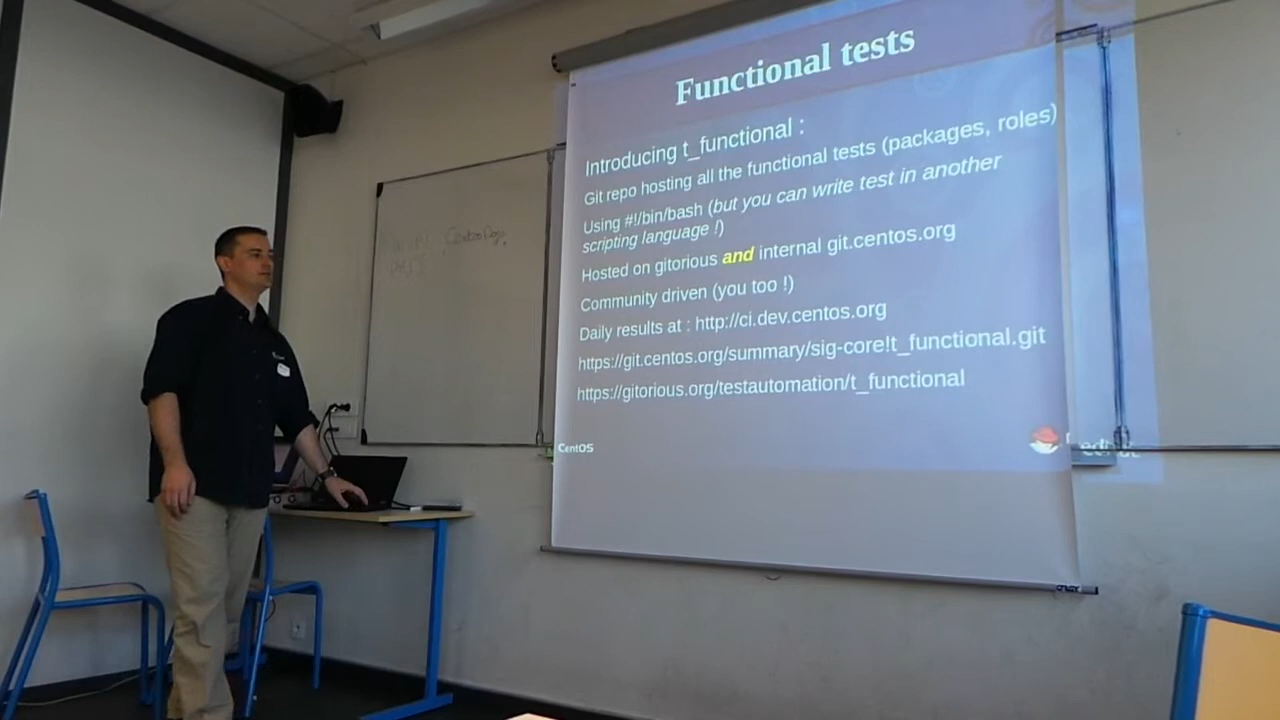 Functional tests
Introducing t_functional :
Git repo hosting all the functional tests (packages, roles)
Using #!/bin/bash (but you can write test in another
scripting language !)
Hosted on gitorious and internal git.centos.org
Community driven (you too !)
Daily results at : http://ci.dev.centos.org
https://git.centos.org/summary/sig-core!t_functional.git
https://gitorious.org/testautomation/t_functional
CentOS